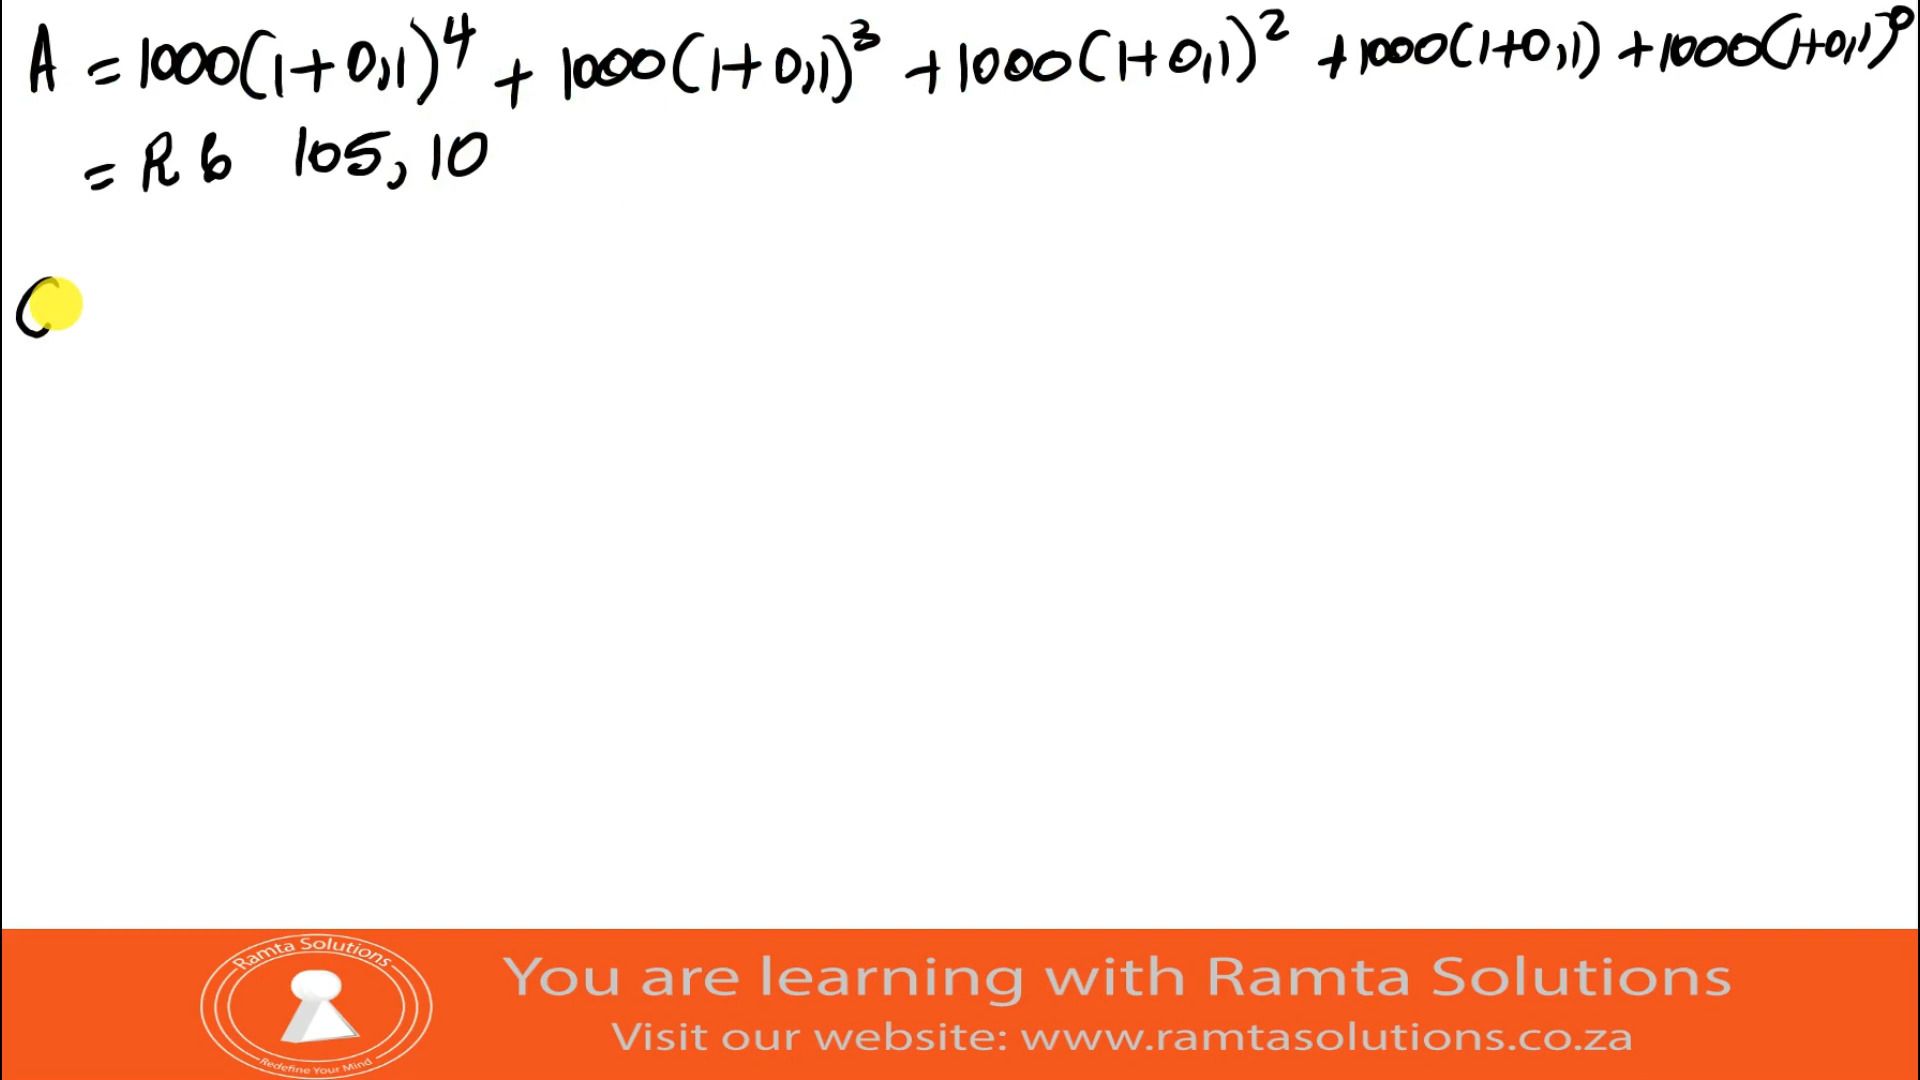 A = 1000(1+0,1)^4 + 1000(1+0,1)^3 + 1000(1+0,1)^2 + 1000(1+0,1) + 1000(1+0,1)^0
= R 6 105,10
C
Ramta Solutions
Redefine Your Mind
You are learning with Ramta Solutions
Visit our website: www.ramtasolutions.co.za